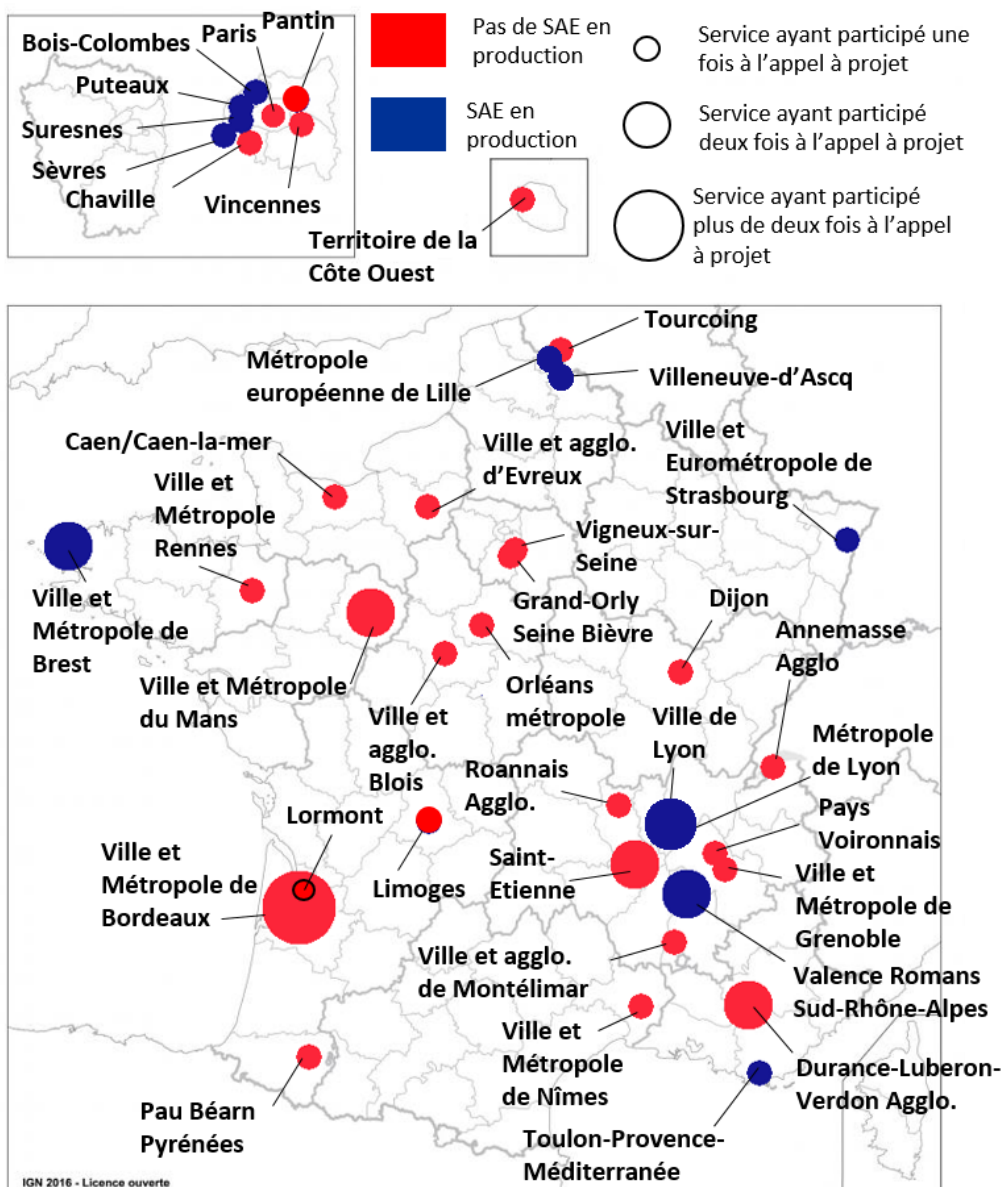 Bois-Colombes
Paris
Pantin
Puteaux
Suresnes
Sèvres
Chaville
Vincennes
Pas de SAE en
production
SAE en
production
Service ayant participé une
fois à l'appel à projet
Service ayant participé
deux fois à l'appel à projet
Service ayant participé
plus de deux fois à l'appel
à projet
Territoire de la
Côte Ouest
Tourcoing
Métropole
européenne de Lille
Villeneuve-d'Ascq
Caen/Caen-la-mer
Ville et agglo.
d'Evreux
Ville et
Eurométropole de
Strasbourg
Ville et
Métropole
Rennes
Vigneux-sur-
Seine
Ville et
Métropole de
Brest
Grand-Orly
Seine Bièvre
Dijon
Annemasse
Agglo
Ville et Métropole
du Mans
Ville et
agglo.
Blois
Orléans
métropole
Ville de
Lyon
Métropole
de Lyon
Roannais
Agglo.
Lormont
Pays
Voironnais
Ville et
Métropole de
Bordeaux
Limoges
Saint-
Etienne
Ville et
Métropole de
Grenoble
Ville et agglo.
de Montélimar
Valence Romans
Sud-Rhône-Alpes
Ville et
Métropole
de Nîmes
Durance-Luberon-
Verdon Agglo.
Pau Béarn
Pyrénées
Toulon-Provence-
Méditerranée
IGN 2016 - Licence ouverte